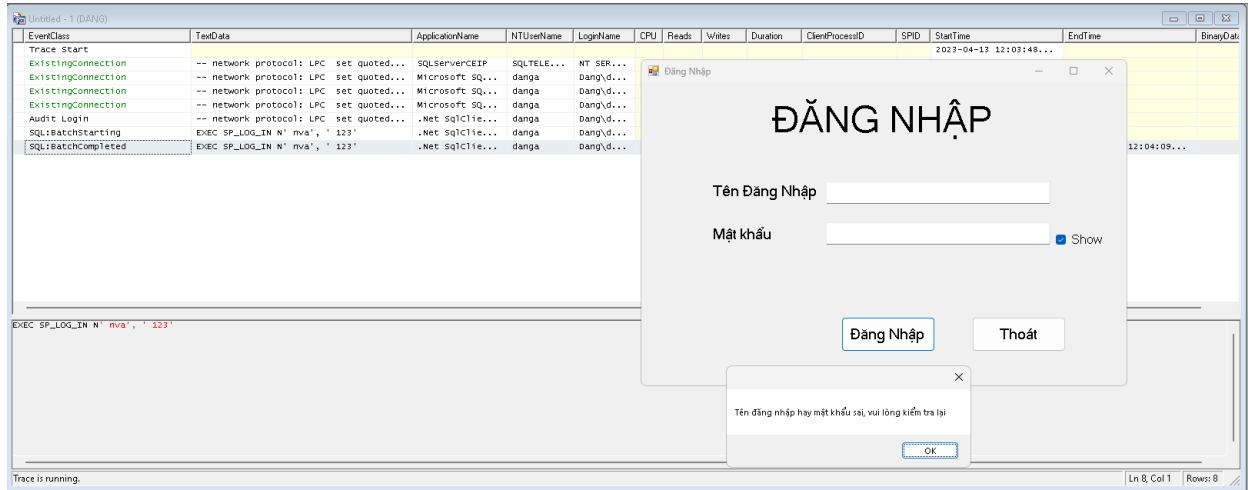 Untitled - 1 (DANG)
EventClass TextData ApplicationName NTUserName LoginName CPU Reads Writes Duration ClientProcessID SPID StartTime EndTime BinaryData
Trace Start 2023-04-13 12:03:48...
ExistingConnection -- network protocol: LPC set quoted... SQLServerCEIP SQLTELE... NT SER...
ExistingConnection -- network protocol: LPC set quoted... Microsoft SQ... danga Dang\d...
ExistingConnection -- network protocol: LPC set quoted... Microsoft SQ... danga Dang\d...
ExistingConnection -- network protocol: LPC set quoted... Microsoft SQ... danga Dang\d...
Audit Login -- network protocol: LPC set quoted... .Net SqlClie... danga Dang\d...
SQL:BatchStarting EXEC SP_LOG_IN N' nva', ' 123' .Net SqlClie... danga Dang\d...
SQL:BatchCompleted EXEC SP_LOG_IN N' nva', ' 123' .Net SqlClie... danga Dang\d... 12:04:09...
Đăng Nhập
ĐĂNG NHẬP
Tên Đăng Nhập
Mật khẩu
Show
Đăng Nhập Thoát
EXEC SP_LOG_IN N' nva', ' 123'
Tên đăng nhập hay mật khẩu sai, vui lòng kiểm tra lại
OK
Trace is running.
Ln 8, Col 1 Rows: 8